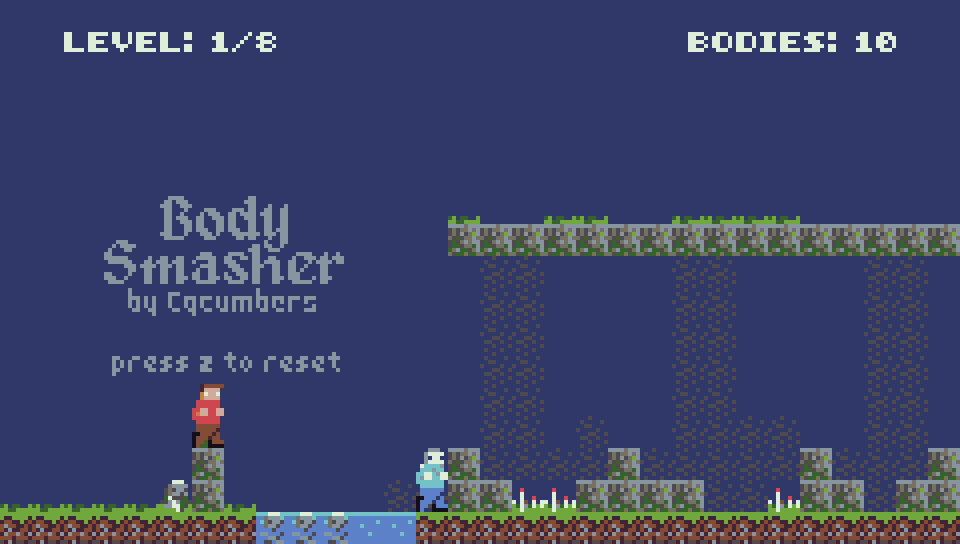 LEVEL: 1/8
BODIES: 10
Body
Smasher
by Cqcumbers
press z to reset